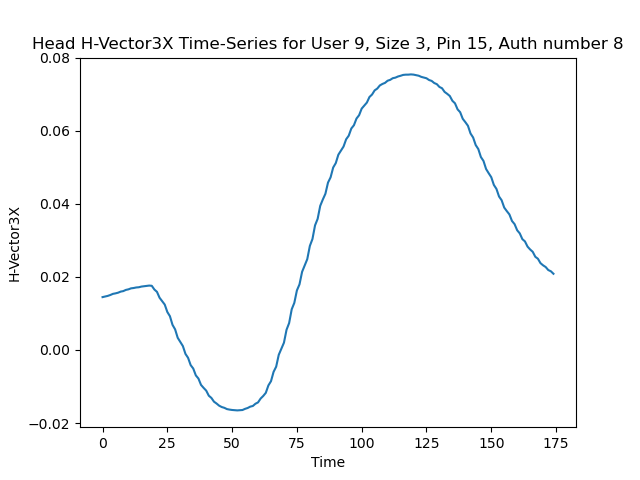 Head H-Vector3X Time-Series for User 9, Size 3, Pin 15, Auth number 8
0.08
0.06
0.04
0.02
0.00
−0.02
H-Vector3X
0 25 50 75 100 125 150 175
Time